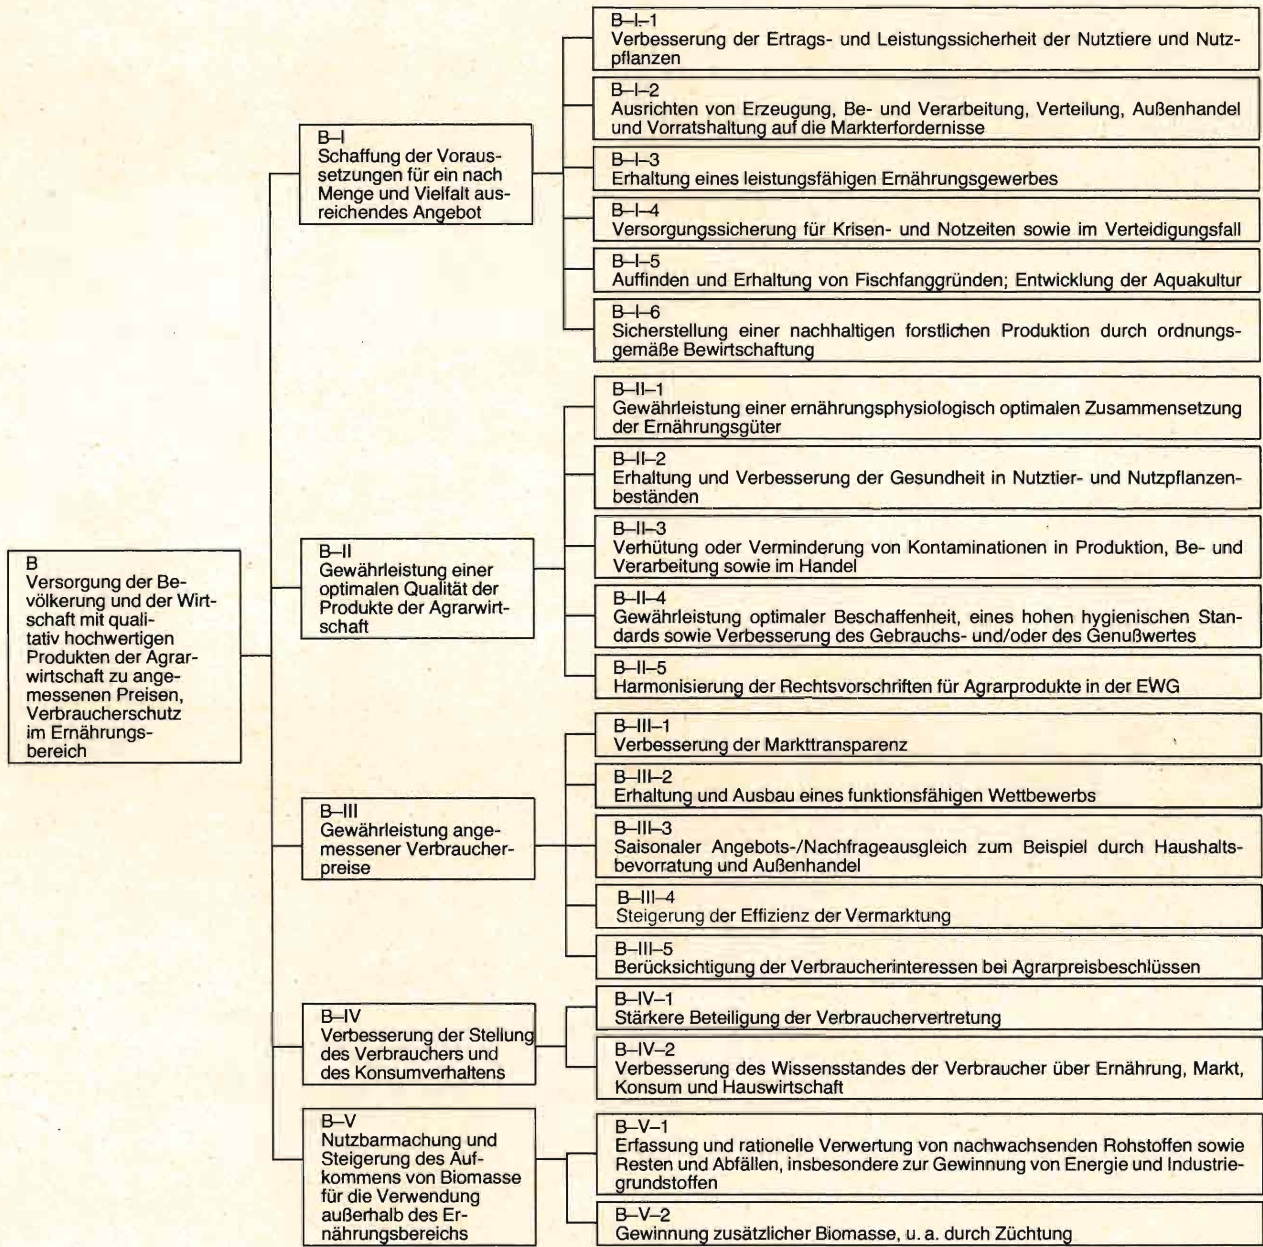 B
Versorgung der Be-
völkerung und der Wirt-
schaft mit quali-
tativ hochwertigen
Produkten der Agrar-
wirtschaft zu ange-
messenen Preisen,
Verbraucherschutz
im Ernährungs-
bereich
B–I
Schaffung der Voraus-
setzungen für ein nach
Menge und Vielfalt aus-
reichendes Angebot
B–I–1
Verbesserung der Ertrags- und Leistungssicherheit der Nutztiere und Nutz-
pflanzen
B–I–2
Ausrichten von Erzeugung, Be- und Verarbeitung, Verteilung, Außenhandel
und Vorratshaltung auf die Markterfordernisse
B–I–3
Erhaltung eines leistungsfähigen Ernährungsgewerbes
B–I–4
Versorgungssicherung für Krisen- und Notzeiten sowie im Verteidigungsfall
B–I–5
Auffinden und Erhaltung von Fischfanggründen; Entwicklung der Aquakultur
B–I–6
Sicherstellung einer nachhaltigen forstlichen Produktion durch ordnungs-
gemäße Bewirtschaftung
B–II
Gewährleistung einer
optimalen Qualität der
Produkte der Agrarwirt-
schaft
B–II–1
Gewährleistung einer ernährungsphysiologisch optimalen Zusammensetzung
der Ernährungsgüter
B–II–2
Erhaltung und Verbesserung der Gesundheit in Nutztier- und Nutzpflanzen-
beständen
B–II–3
Verhütung oder Verminderung von Kontaminationen in Produktion, Be- und
Verarbeitung sowie im Handel
B–II–4
Gewährleistung optimaler Beschaffenheit, eines hohen hygienischen Stan-
dards sowie Verbesserung des Gebrauchs- und/oder des Genußwertes
B–II–5
Harmonisierung der Rechtsvorschriften für Agrarprodukte in der EWG
B–III
Gewährleistung ange-
messener Verbraucher-
preise
B–III–1
Verbesserung der Markttransparenz
B–III–2
Erhaltung und Ausbau eines funktionsfähigen Wettbewerbs
B–III–3
Saisonaler Angebots-/Nachfrageausgleich zum Beispiel durch Haushalts-
bevorratung und Außenhandel
B–III–4
Steigerung der Effizienz der Vermarktung
B–III–5
Berücksichtigung der Verbraucherinteressen bei Agrarpreisbeschlüssen
B–IV
Verbesserung der Stellung
des Verbrauchers und
des Konsumverhaltens
B–IV–1
Stärkere Beteiligung der Verbrauchervertretung
B–IV–2
Verbesserung des Wissensstandes der Verbraucher über Ernährung, Markt,
Konsum und Hauswirtschaft
B–V
Nutzbarmachung und
Steigerung des Auf-
kommens von Biomasse
für die Verwendung
außerhalb des Er-
nährungsbereichs
B–V–1
Erfassung und rationelle Verwertung von nachwachsenden Rohstoffen sowie
Resten und Abfällen, insbesondere zur Gewinnung von Energie und Industrie-
grundstoffen
B–V–2
Gewinnung zusätzlicher Biomasse, u. a. durch Züchtung